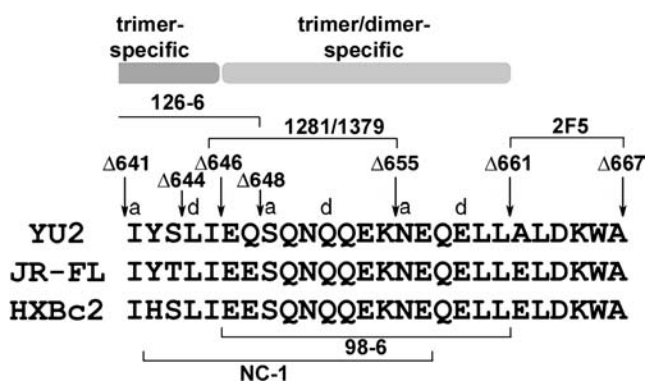 trimer-specific
trimer/dimer-specific
126-6
1281/1379
2F5
Δ641
Δ644
Δ646
Δ648
Δ655
Δ661
Δ667
a d a d a d
YU2 IYSLIEQSQNQQEKNEQELLALDKWA
JR-FL IYTLIEESQNQQEKNEQELLELDKWA
HXBc2 IHSLIEESQNQQEKNEQELLELDKWA
98-6
NC-1